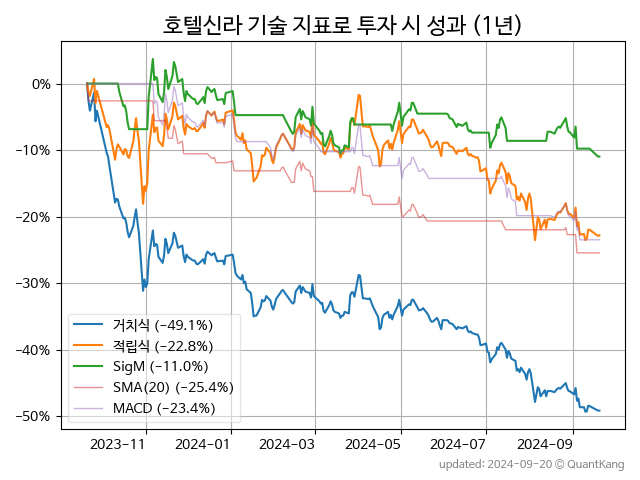 호텔신라 기술 지표로 투자 시 성과 (1년)
0%
−10%
−20%
−30%
−40%
−50%
거치식 (−49.1%)
적립식 (−22.8%)
SigM (−11.0%)
SMA(20) (−25.4%)
MACD (−23.4%)
2023-11 2024-01 2024-03 2024-05 2024-07 2024-09
updated: 2024-09-20 © QuantKang